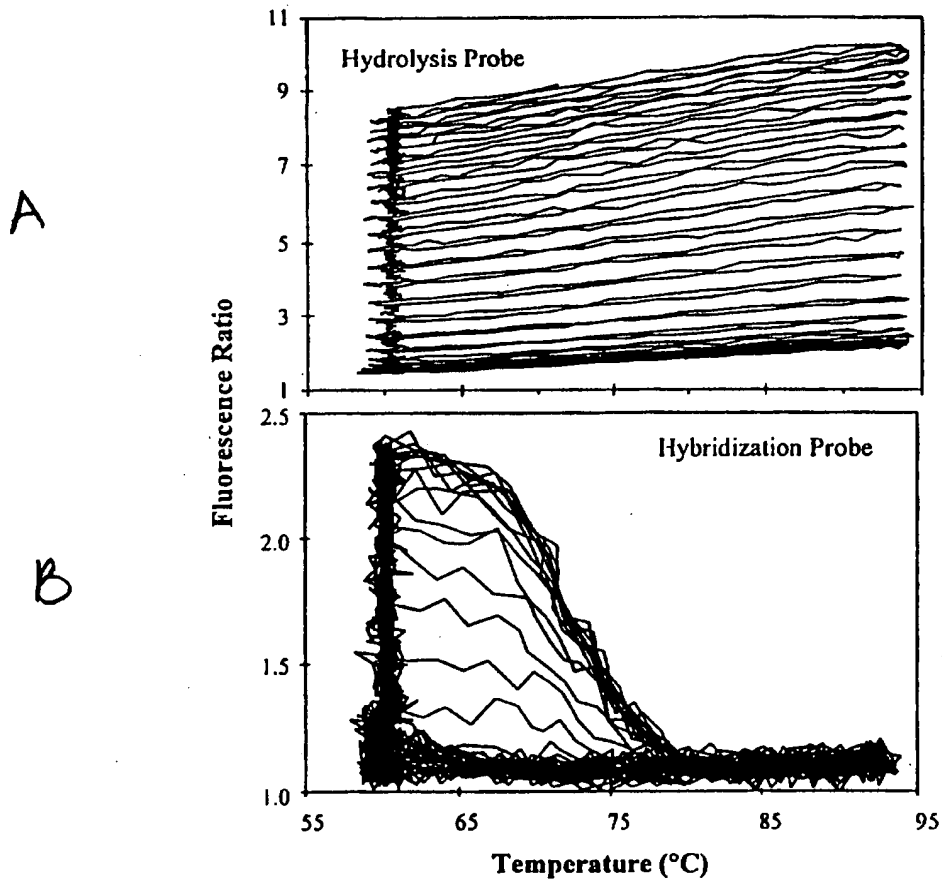 11
Hydrolysis Probe
9
7
A
5
3
1
Fluorescence Ratio
2.5
Hybridization Probe
2.0
B
1.5
1.0
55 65 75 85 95
Temperature (°C)